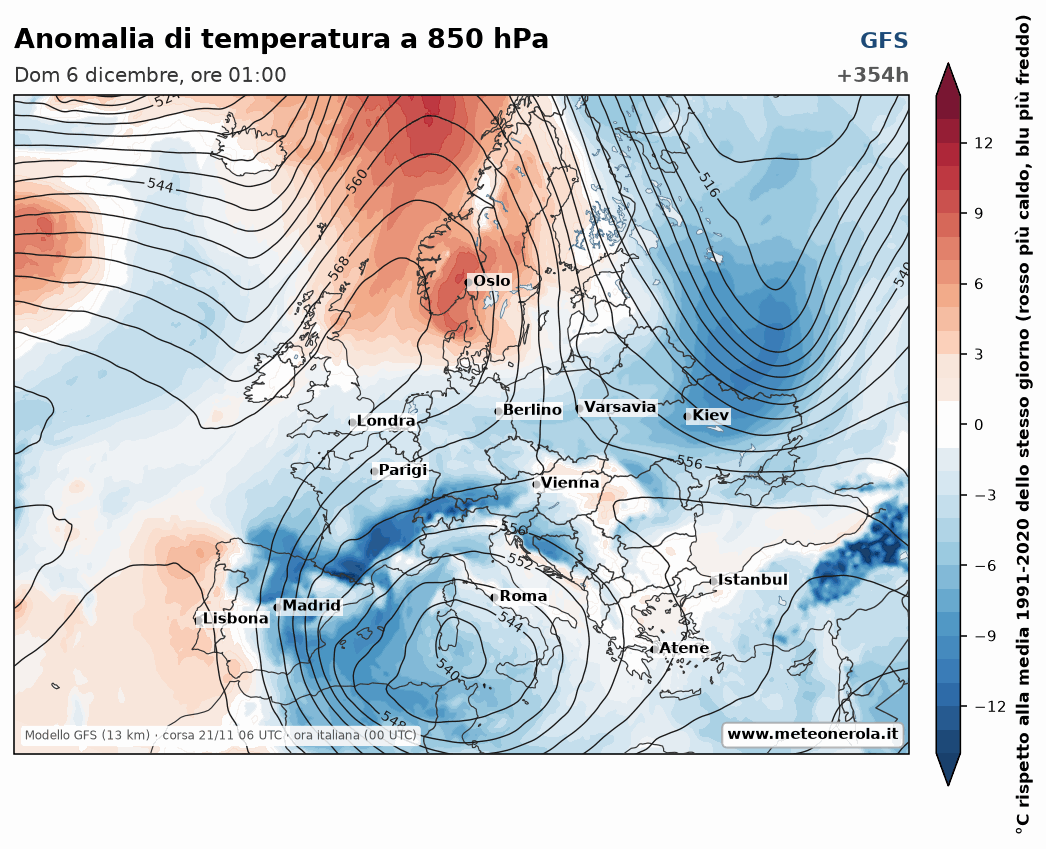 Anomalia di temperatura a 850 hPa
GFS
Dom 6 dicembre, ore 01:00
+354h
524
544
560
516
568
540
Oslo
Londra
Berlino
Varsavia
Kiev
Parigi
556
Vienna
556
552
Istanbul
Madrid
Roma
Lisbona
544
Atene
540
548
Modello GFS (13 km) · corsa 21/11 06 UTC · ora italiana (00 UTC)
www.meteonerola.it
12
9
6
3
0
−3
−6
−9
−12
°C rispetto alla media 1991-2020 dello stesso giorno (rosso più caldo, blu più freddo)